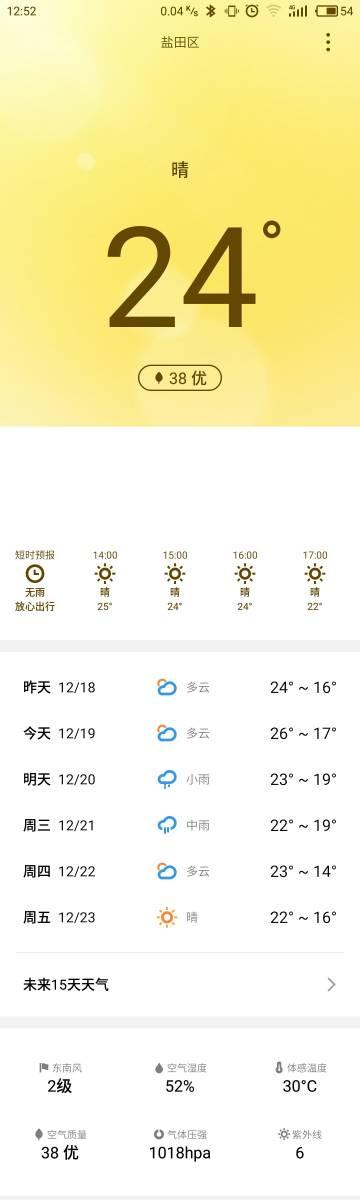 12:52 0.04 K/s 4G 54
盐田区
晴
24°
38 优
短时预报 14:00 15:00 16:00 17:00
无雨 晴 晴 晴 晴
放心出行 25° 24° 24° 22°
昨天 12/18 多云 24° ~ 16°
今天 12/19 多云 26° ~ 17°
明天 12/20 小雨 23° ~ 19°
周三 12/21 中雨 22° ~ 19°
周四 12/22 多云 23° ~ 14°
周五 12/23 晴 22° ~ 16°
未来15天天气
东南风 空气湿度 体感温度
2级 52% 30°C
空气质量 气体压强 紫外线
38 优 1018hpa 6